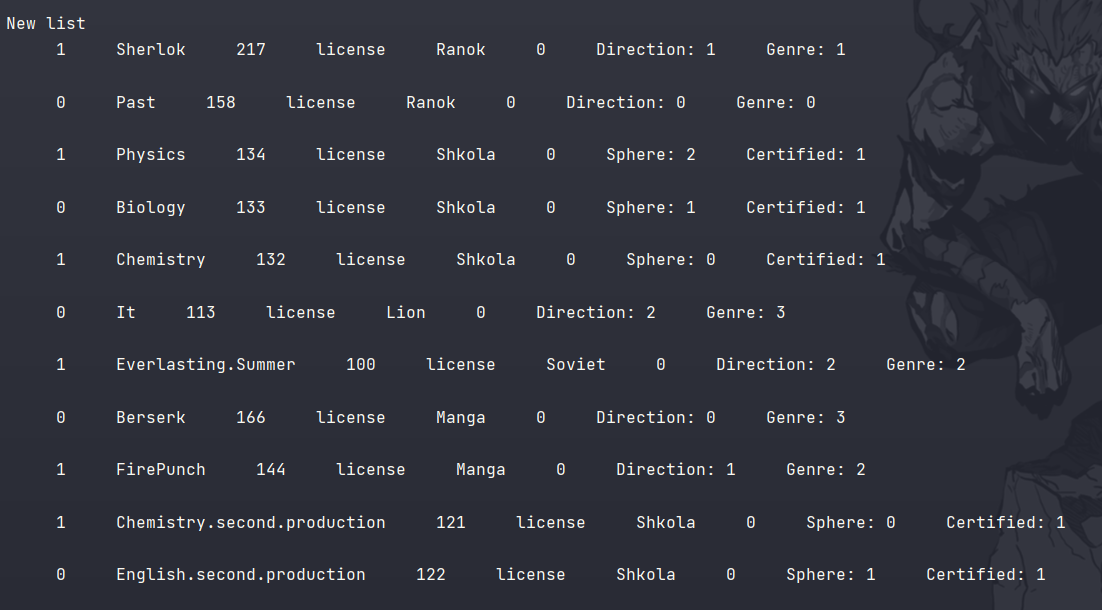 New list
1 Sherlok 217 license Ranok 0 Direction: 1 Genre: 1
0 Past 158 license Ranok 0 Direction: 0 Genre: 0
1 Physics 134 license Shkola 0 Sphere: 2 Certified: 1
0 Biology 133 license Shkola 0 Sphere: 1 Certified: 1
1 Chemistry 132 license Shkola 0 Sphere: 0 Certified: 1
0 It 113 license Lion 0 Direction: 2 Genre: 3
1 Everlasting.Summer 100 license Soviet 0 Direction: 2 Genre: 2
0 Berserk 166 license Manga 0 Direction: 0 Genre: 3
1 FirePunch 144 license Manga 0 Direction: 1 Genre: 2
1 Chemistry.second.production 121 license Shkola 0 Sphere: 0 Certified: 1
0 English.second.production 122 license Shkola 0 Sphere: 1 Certified: 1